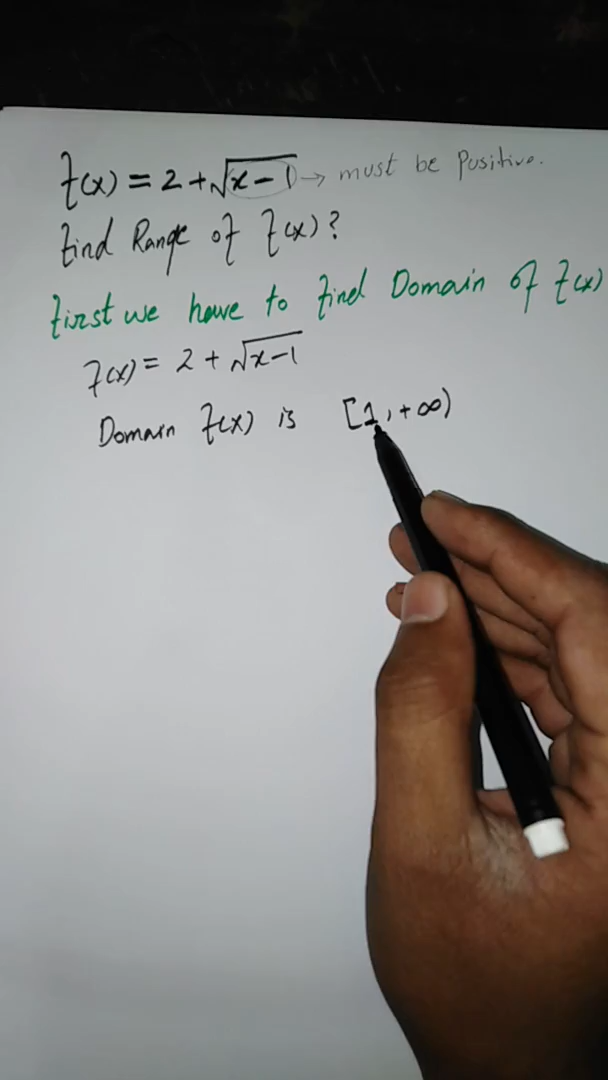 f(x) = 2 + √x-1 → must be Positive.
find Range of f(x)?
first we have to find Domain of f(x)
f(x) = 2 + √x-1
Domain f(x) is [1, +∞)